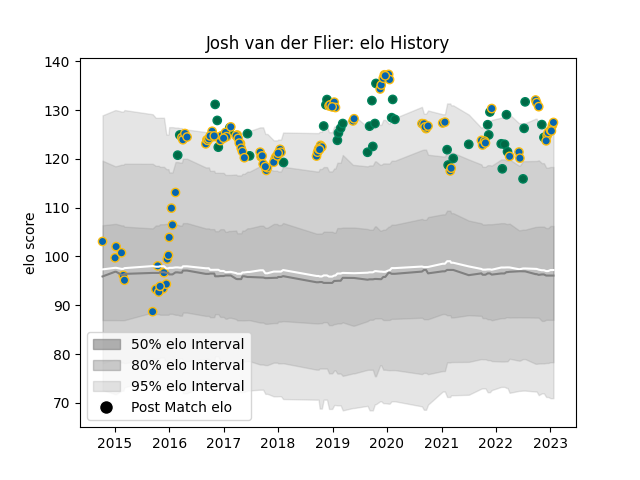 Josh van der Flier: elo History
elo score
140
130
120
110
100
90
80
70
50% elo Interval
80% elo Interval
95% elo Interval
Post Match elo
2015 2016 2017 2018 2019 2020 2021 2022 2023